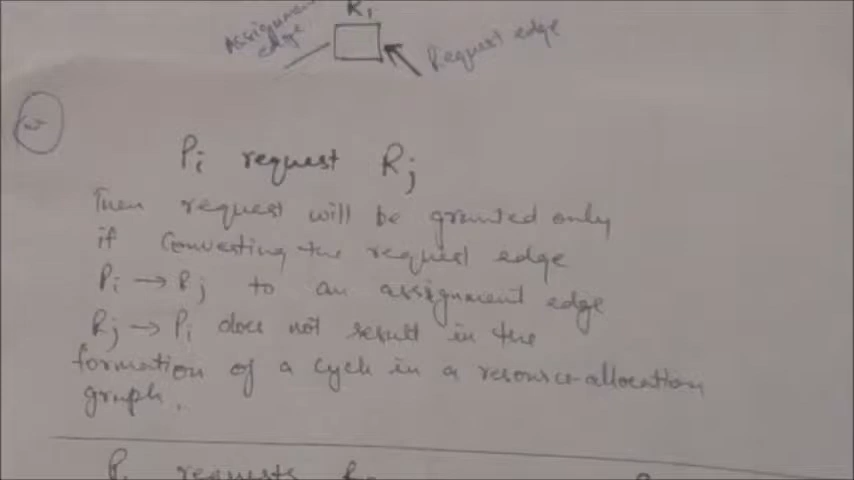 R1
Assignment edge
Request edge
Pi request Rj
Then request will be granted only
if converting the request edge
Pi → Rj to an assignment edge
Rj → Pi does not result in the
formation of a cycle in a resource-allocation
graph.
requests